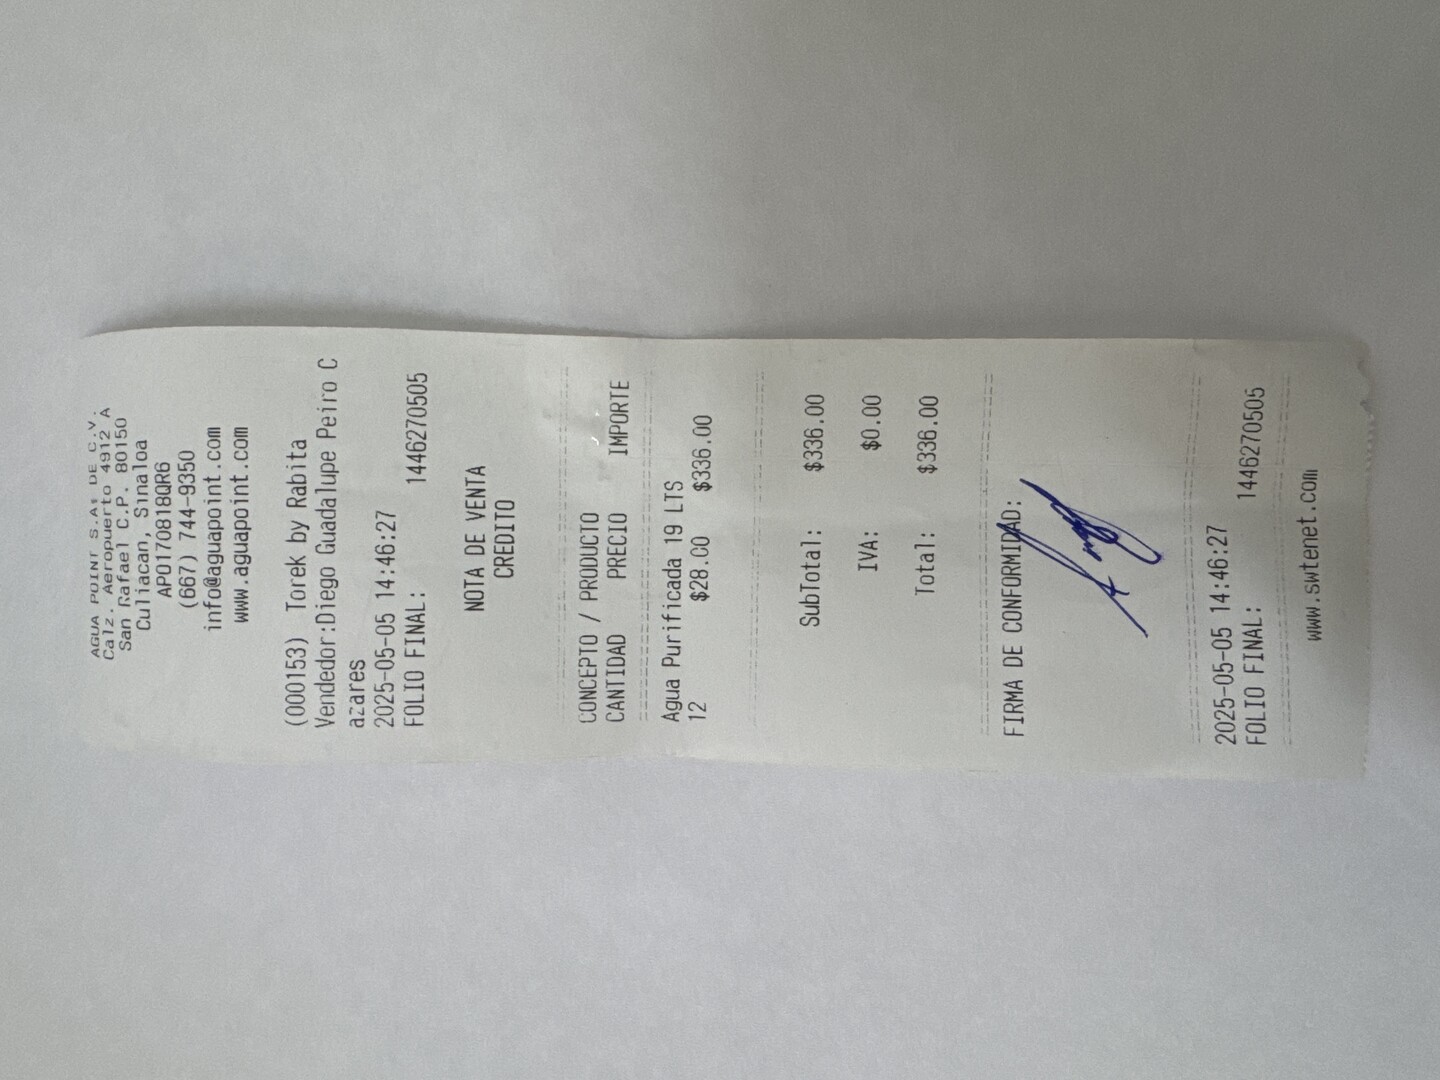 AGUA POINT S.A. DE C.V.
Calz. Aeropuerto 4912 A
San Rafael C.P. 80150
Culiacan, Sinaloa
APO170818QR6
(667) 744-9350
info@aguapoint.com
www.aguapoint.com
(000153) Torek by Rabita
Vendedor:Diego Guadalupe Peiro C
azares
2025-05-05 14:46:27
FOLIO FINAL: 1446270505
NOTA DE VENTA
CREDITO
CONCEPTO / PRODUCTO
CANTIDAD PRECIO IMPORTE
Agua Purificada 19 LTS
12 $28.00 $336.00
SubTotal: $336.00
IVA: $0.00
Total: $336.00
FIRMA DE CONFORMIDAD:
2025-05-05 14:46:27
FOLIO FINAL: 1446270505
www.swtenet.com